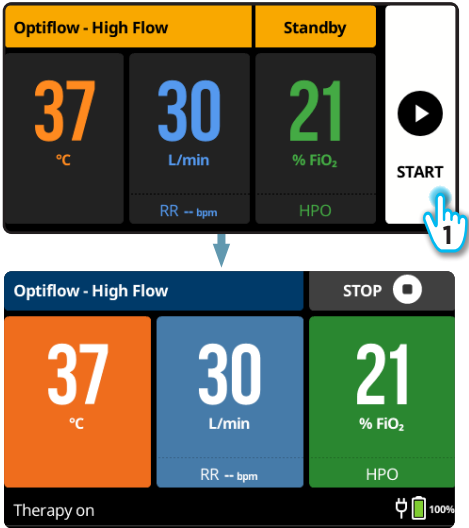 Optiflow - High Flow Standby
37 30 21
°C L/min % FiO₂
START
RR -- bpm HPO
1
Optiflow - High Flow STOP
37 30 21
°C L/min % FiO₂
RR -- bpm HPO
Therapy on 100%